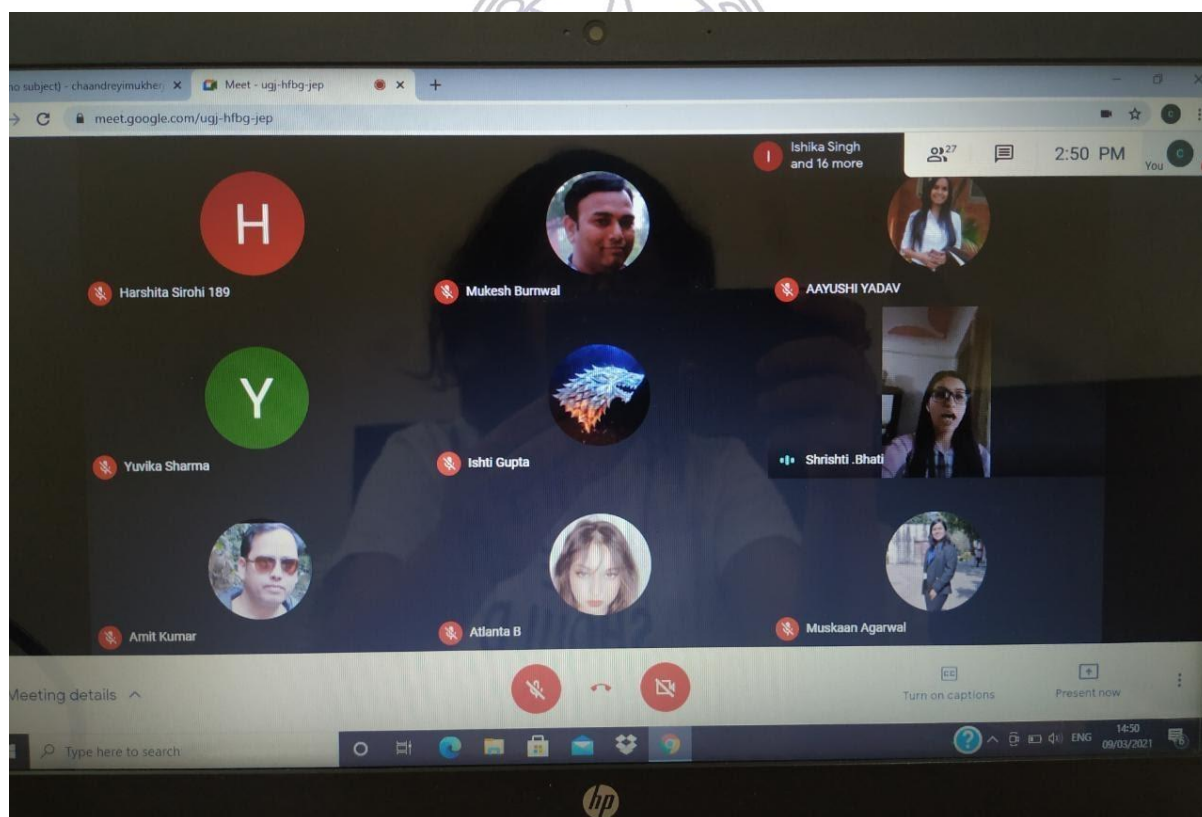 no subject) - chaandreyimukher
Meet - ugj-hfbg-jep
meet.google.com/ugj-hfbg-jep
Ishika Singh
and 16 more
27
2:50 PM
You
C
C
I
H
Harshita Sirohi 189
Mukesh Burnwal
AAYUSHI YADAV
Y
Yuvika Sharma
Ishti Gupta
Shrishti .Bhati
Amit Kumar
Atlanta B
Muskaan Agarwal
Meeting details
CC
Turn on captions
Present now
Type here to search
?
ENG
14:50
09/03/2021
6
hp